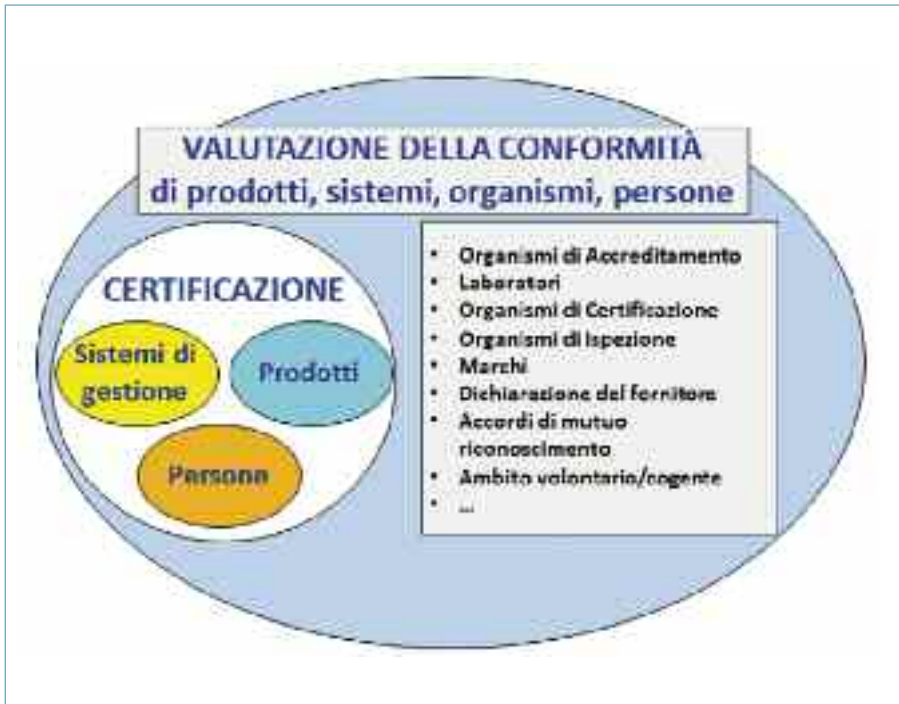 VALUTAZIONE DELLA CONFORMITÀ
di prodotti, sistemi, organismi, persone
CERTIFICAZIONE
Sistemi di
gestione
Prodotti
Persone
• Organismi di Accreditamento
• Laboratori
• Organismi di Certificazione
• Organismi di Ispezione
• Marchi
• Dichiarazione del fornitore
• Accordi di mutuo
riconoscimento
• Ambito volontario/cogente
• ...